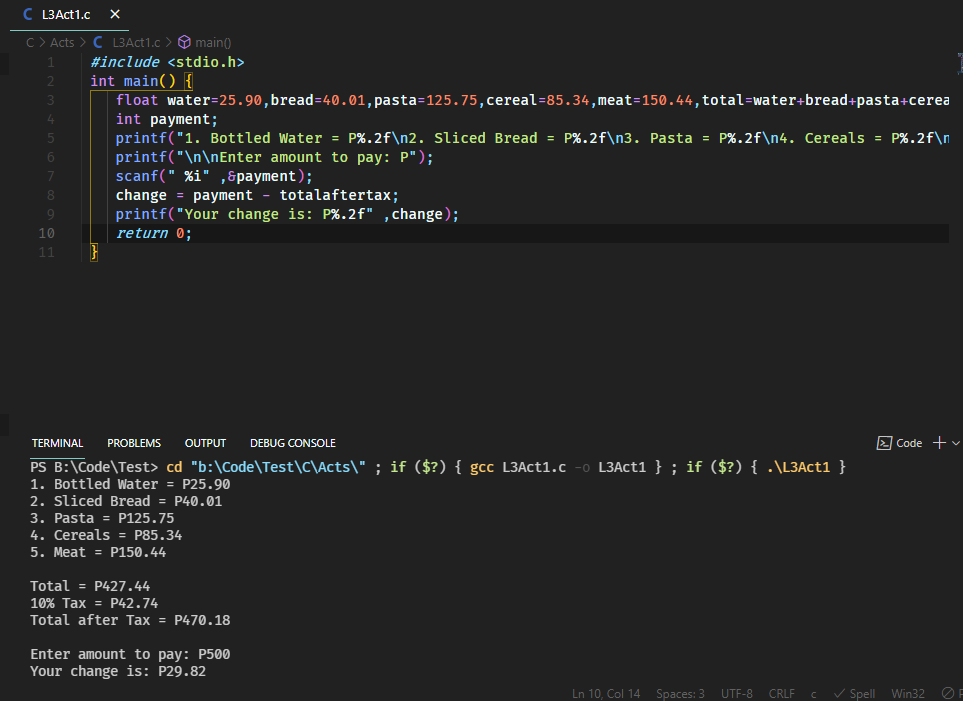 C L3Act1.c ×
C > Acts > C L3Act1.c > main()
1 #include <stdio.h>
2 int main() {
3 float water=25.90,bread=40.01,pasta=125.75,cereal=85.34,meat=150.44,total=water+bread+pasta+cerea
4 int payment;
5 printf("1. Bottled Water = P%.2f\n2. Sliced Bread = P%.2f\n3. Pasta = P%.2f\n4. Cereals = P%.2f\n
6 printf("\n\nEnter amount to pay: P");
7 scanf(" %i" ,&payment);
8 change = payment - totalaftertax;
9 printf("Your change is: P%.2f" ,change);
10 return 0;
11 }
TERMINAL PROBLEMS OUTPUT DEBUG CONSOLE Code
PS B:\Code\Test> cd "b:\Code\Test\C\Acts\" ; if ($?) { gcc L3Act1.c -o L3Act1 } ; if ($?) { .\L3Act1 }
1. Bottled Water = P25.90
2. Sliced Bread = P40.01
3. Pasta = P125.75
4. Cereals = P85.34
5. Meat = P150.44
Total = P427.44
10% Tax = P42.74
Total after Tax = P470.18
Enter amount to pay: P500
Your change is: P29.82
Ln 10, Col 14 Spaces: 3 UTF-8 CRLF c Spell Win32